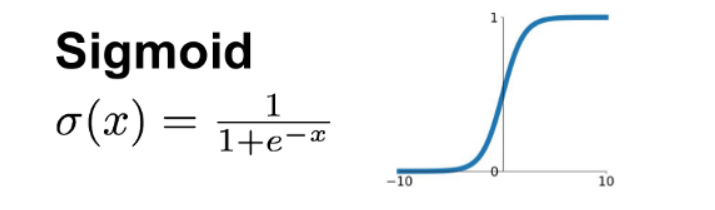 Sigmoid
σ(x) = 1 / 1+e^{-x}
1
0
-10
10